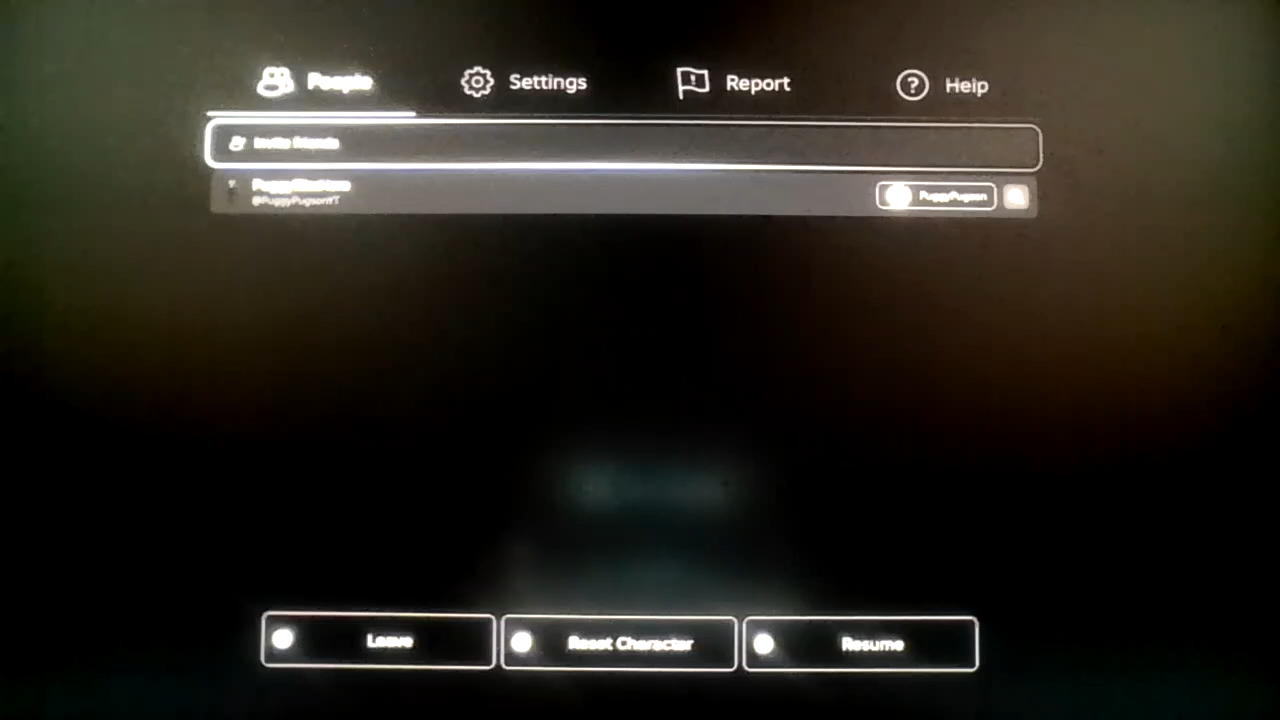 People
Settings
Report
Help
Invite Friends
@PuggyPugsonYT
PuggyPugson
Leave
Reset Character
Resume